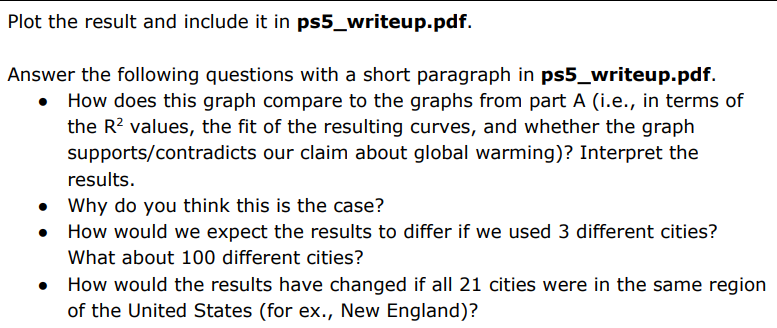 Plot the result and include it in ps5_writeup.pdf.
Answer the following questions with a short paragraph in ps5_writeup.pdf.
● How does this graph compare to the graphs from part A (i.e., in terms of
the R² values, the fit of the resulting curves, and whether the graph
supports/contradicts our claim about global warming)? Interpret the
results.
● Why do you think this is the case?
● How would we expect the results to differ if we used 3 different cities?
What about 100 different cities?
● How would the results have changed if all 21 cities were in the same region
of the United States (for ex., New England)?